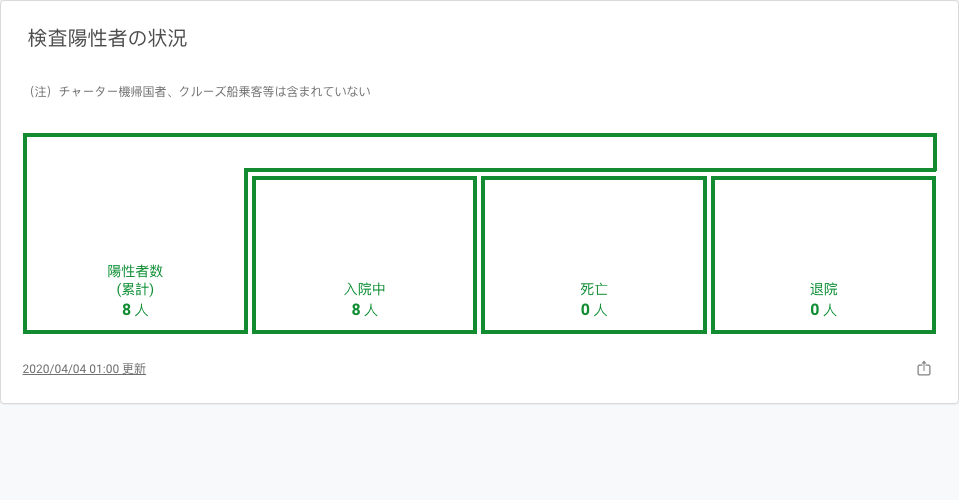 検査陽性者の状況
（注）チャーター機帰国者、クルーズ船乗客等は含まれていない
陽性者数
(累計)
8 人
入院中
8 人
死亡
0 人
退院
0 人
2020/04/04 01:00 更新